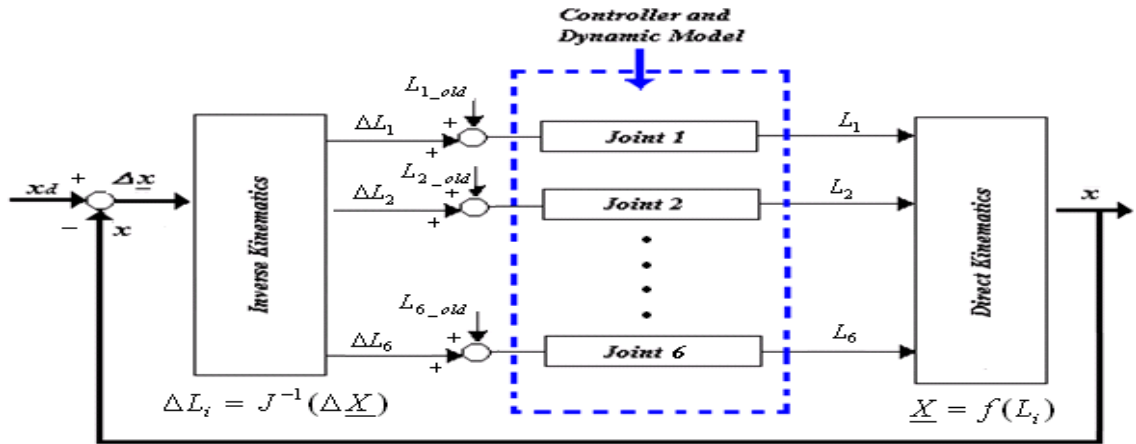 Controller and
Dynamic Model
L1_old
+
ΔL1
+
Joint 1
L1
L2_old
+
ΔL2
+
Joint 2
L2
xd
+
Δx
−
x
Inverse Kinematics
Direct Kinematics
x
L6_old
+
ΔL6
+
Joint 6
L6
ΔLi = J⁻¹(ΔX)
X = f(Li)